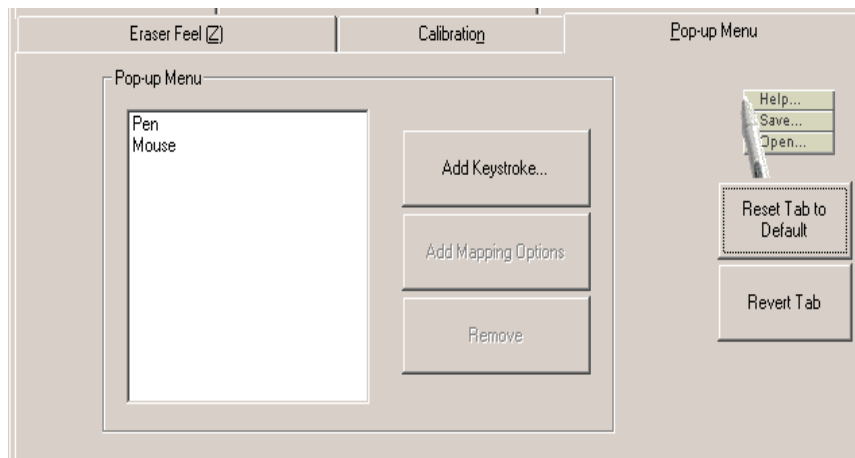 Eraser Feel (Z)
Calibration
Pop-up Menu
Pop-up Menu
Pen
Mouse
Add Keystroke...
Add Mapping Options
Remove
Help...
Save...
Open...
Reset Tab to
Default
Revert Tab